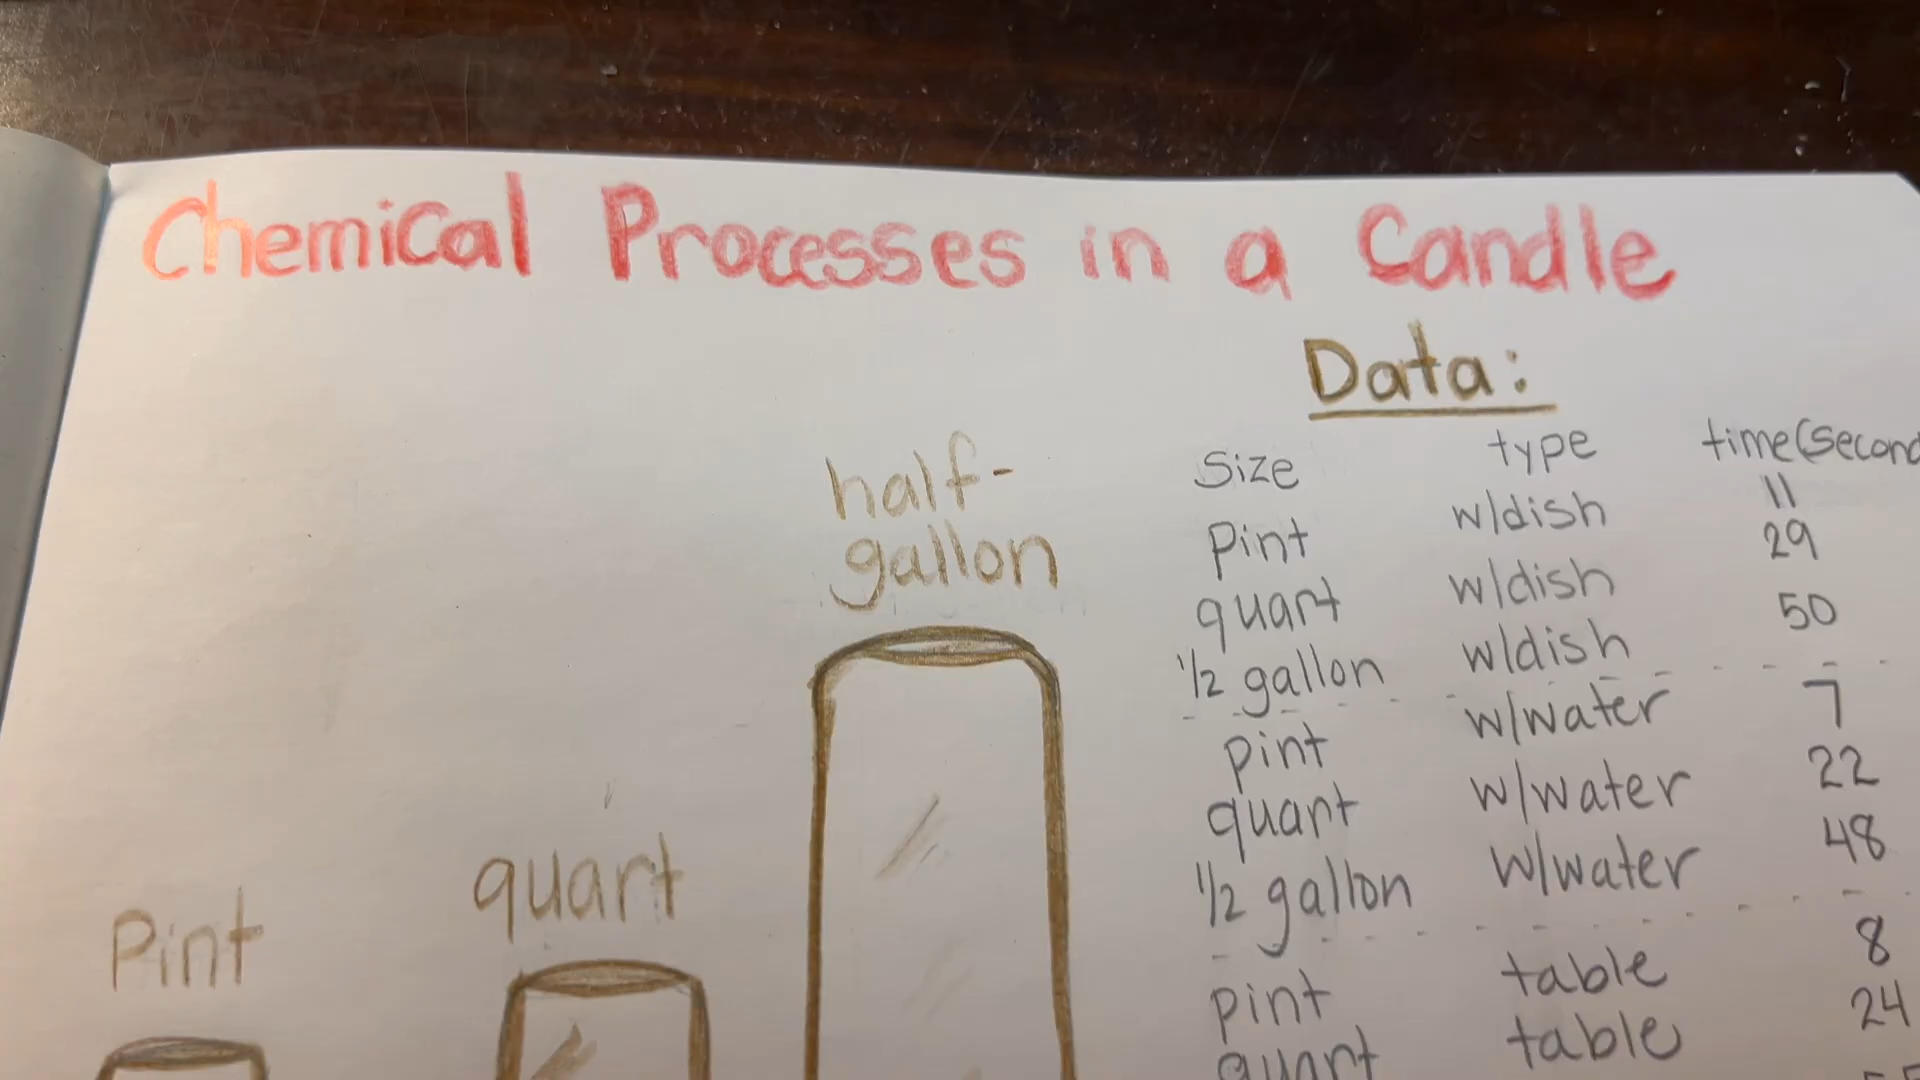 Chemical Processes in a Candle
Data:
Size type time(second
Pint w/dish 11
quart w/dish 29
1/2 gallon w/dish 50
pint w/water 7
quart w/water 22
1/2 gallon w/water 48
pint table 8
quart table 24
half-
gallon
quart
Pint